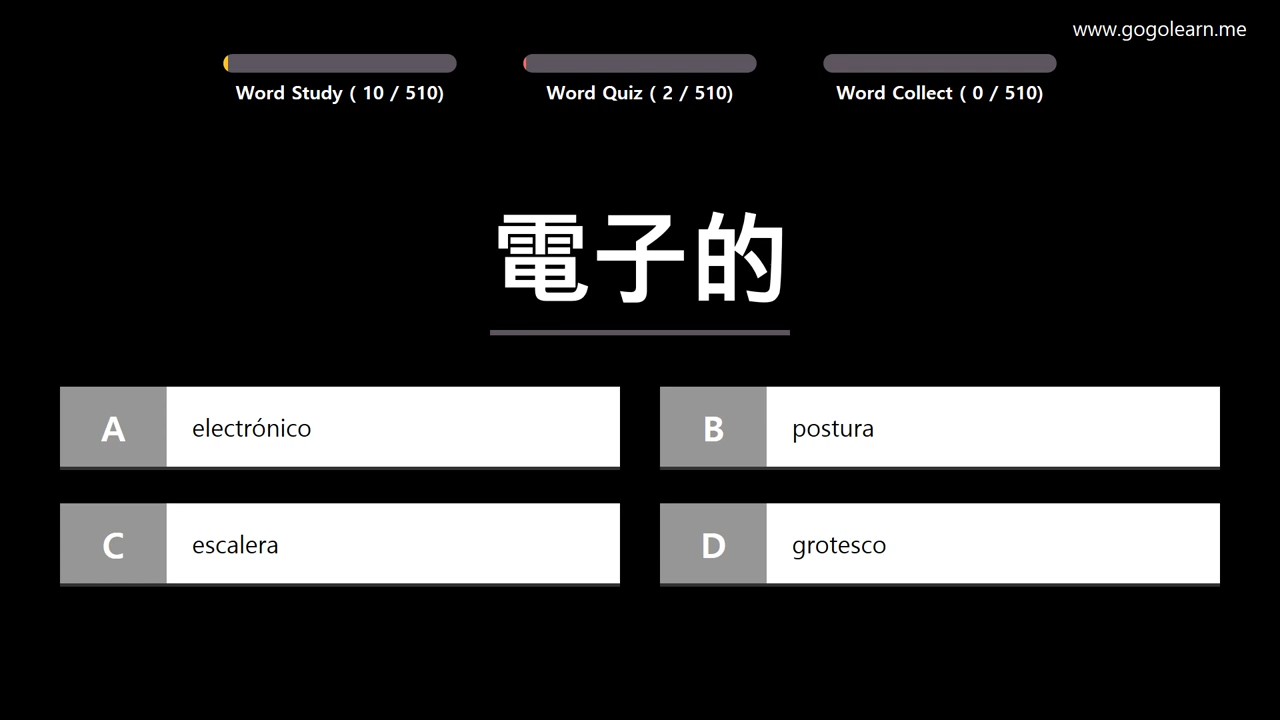 www.gogolearn.me
Word Study ( 10 / 510)
Word Quiz ( 2 / 510)
Word Collect ( 0 / 510)
電子的
A electrónico
B postura
C escalera
D grotesco